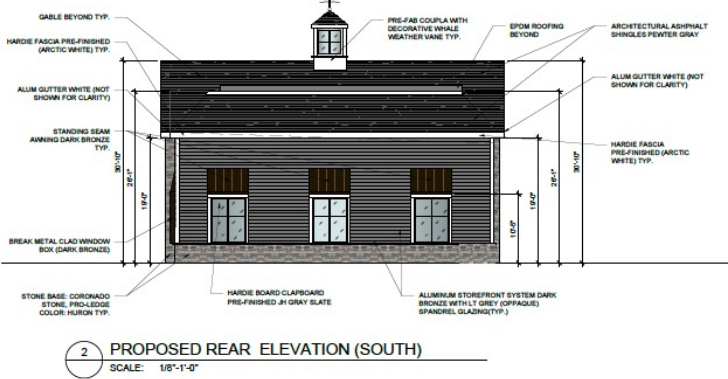 GABLE BEYOND TYP.
HARDIE FASCIA PRE-FINISHED
(ARCTIC WHITE) TYP.
ALUM GUTTER WHITE (NOT
SHOWN FOR CLARITY)
STANDING SEAM
AWNING DARK BRONZE
TYP.
BREAK METAL CLAD WINDOW
BOX (DARK BRONZE)
STONE BASE: CORONADO
STONE, PRO-LEDGE
COLOR: HURON TYP.
PRE-FAB COUPLA WITH
DECORATIVE WHALE
WEATHER VANE TYP.
EPDM ROOFING
BEYOND
ARCHITECTURAL ASHPHALT
SHINGLES PEWTER GRAY
ALUM GUTTER WHITE (NOT
SHOWN FOR CLARITY)
HARDIE FASCIA
PRE-FINISHED (ARCTIC
WHITE) TYP.
30'-10"
26'-1"
19'-0"
10'-5"
19'-0"
26'-1"
30'-10"
HARDIE BOARD CLAPBOARD
PRE-FINISHED JH GRAY SLATE
ALUMINUM STOREFRONT SYSTEM DARK
BRONZE WITH LT GREY (OPPAQUE)
SPANDREL GLAZING(TYP.)
2 PROPOSED REAR ELEVATION (SOUTH)
SCALE: 1/8"-1'-0"